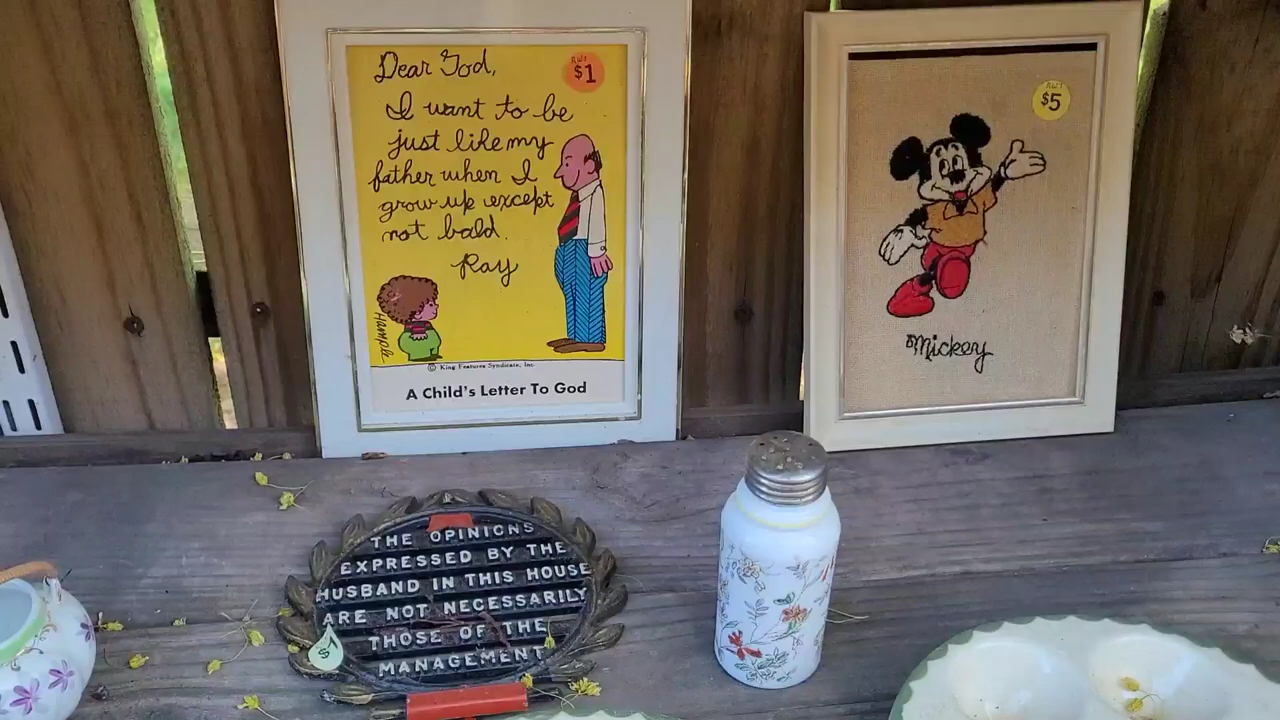 Dear God,
I want to be
just like my
father when I
grow up except
not bald.
Ray
Hample
© King Features Syndicate, Inc.
A Child's Letter To God
$1
$5
Mickey
THE OPINIONS
EXPRESSED BY THE
HUSBAND IN THIS HOUSE
ARE NOT NECESSARILY
THOSE OF THE
MANAGEMENT